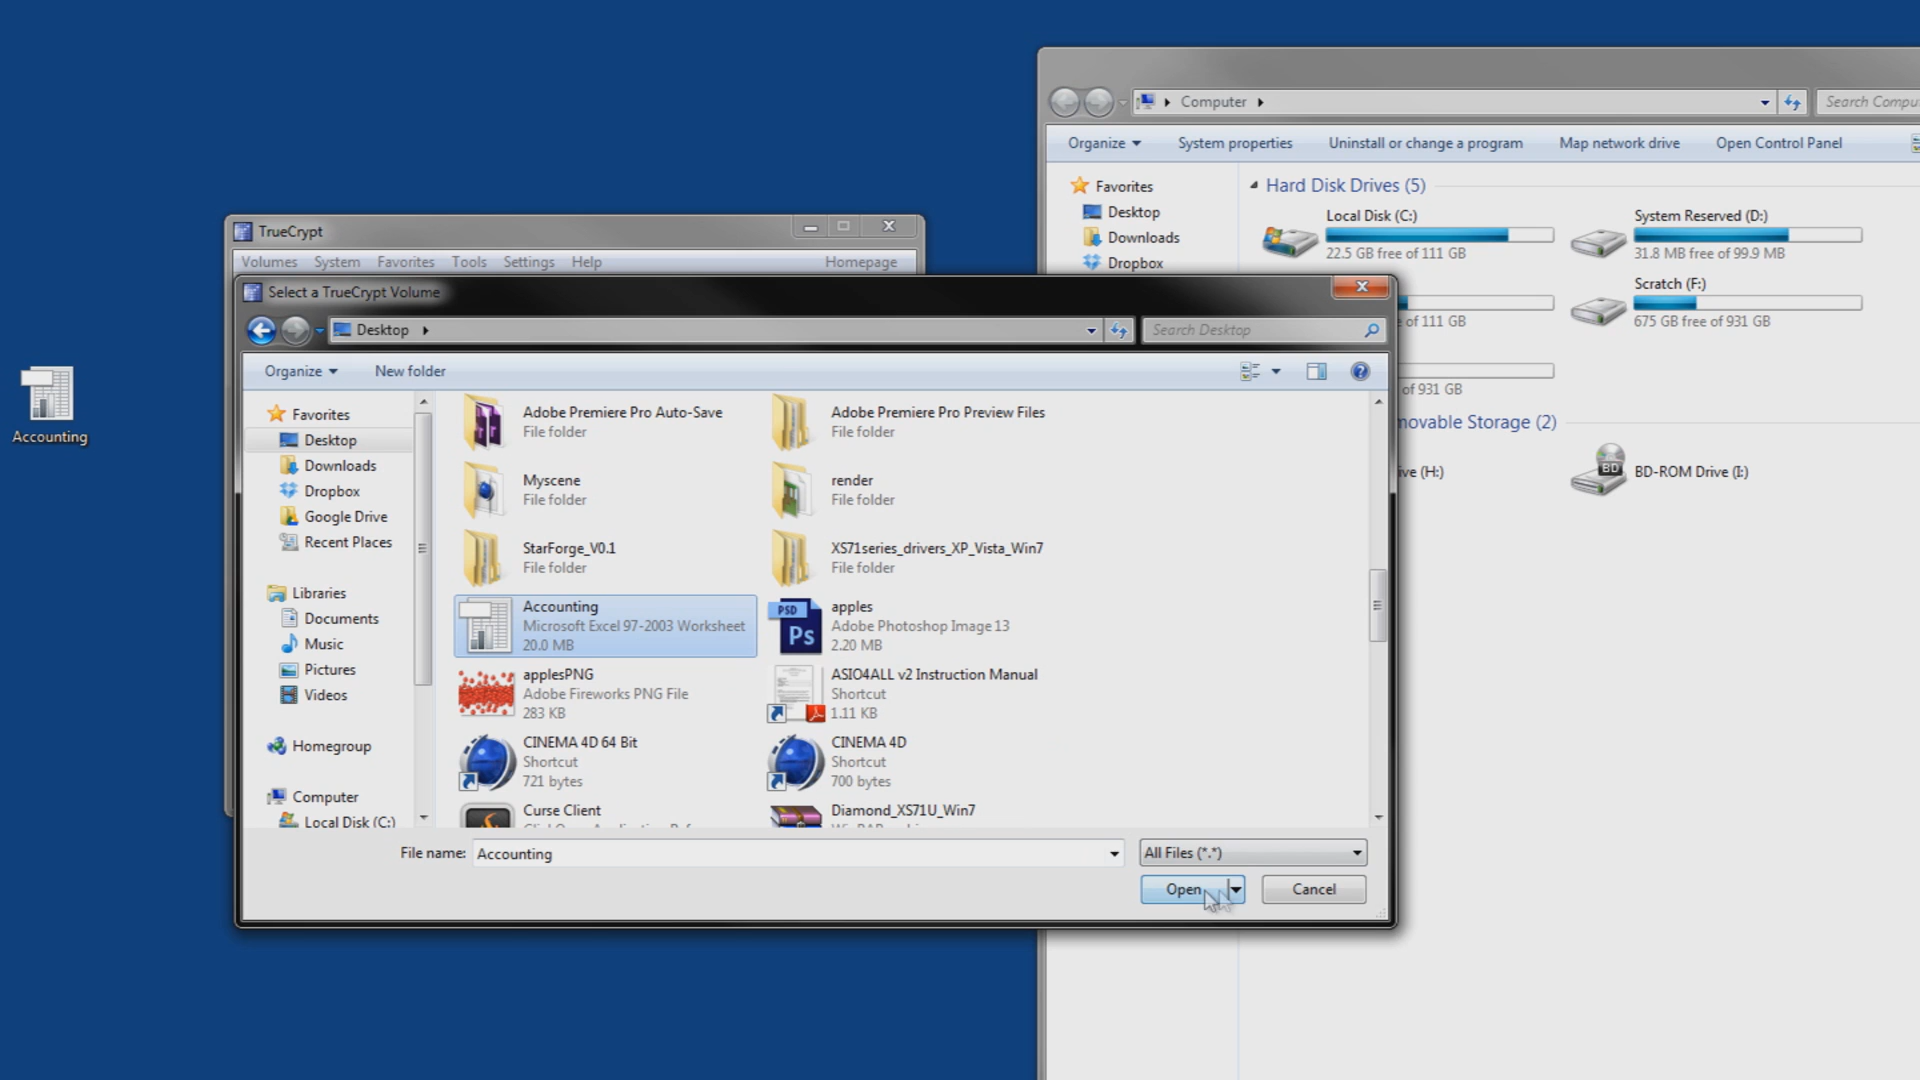 Accounting
TrueCrypt
Volumes System Favorites Tools Settings Help Homepage
Select a TrueCrypt Volume
Desktop
Search Desktop
Organize New folder
Favorites
Desktop
Downloads
Dropbox
Google Drive
Recent Places
Libraries
Documents
Music
Pictures
Videos
Homegroup
Computer
Local Disk (C:)
Adobe Premiere Pro Auto-Save
File folder
Adobe Premiere Pro Preview Files
File folder
Myscene
File folder
render
File folder
StarForge_V0.1
File folder
XS71series_drivers_XP_Vista_Win7
File folder
Accounting
Microsoft Excel 97-2003 Worksheet
20.0 MB
PSD
Ps
apples
Adobe Photoshop Image 13
2.20 MB
applesPNG
Adobe Fireworks PNG File
283 KB
ASIO4ALL v2 Instruction Manual
Shortcut
1.11 KB
CINEMA 4D 64 Bit
Shortcut
721 bytes
CINEMA 4D
Shortcut
700 bytes
Curse Client
Diamond_XS71U_Win7
File name: Accounting
All Files (*.*)
Open
Cancel
Computer
Search Compu
Organize System properties Uninstall or change a program Map network drive Open Control Panel
Favorites
Desktop
Downloads
Dropbox
Hard Disk Drives (5)
Local Disk (C:)
22.5 GB free of 111 GB
System Reserved (D:)
31.8 MB free of 99.9 MB
e of 111 GB
Scratch (F:)
675 GB free of 931 GB
of 931 GB
movable Storage (2)
ive (H:)
BD
BD-ROM Drive (I:)